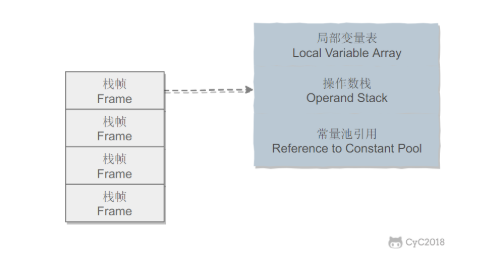 栈帧
Frame
栈帧
Frame
栈帧
Frame
栈帧
Frame
局部变量表
Local Variable Array
操作数栈
Operand Stack
常量池引用
Reference to Constant Pool
CyC2018